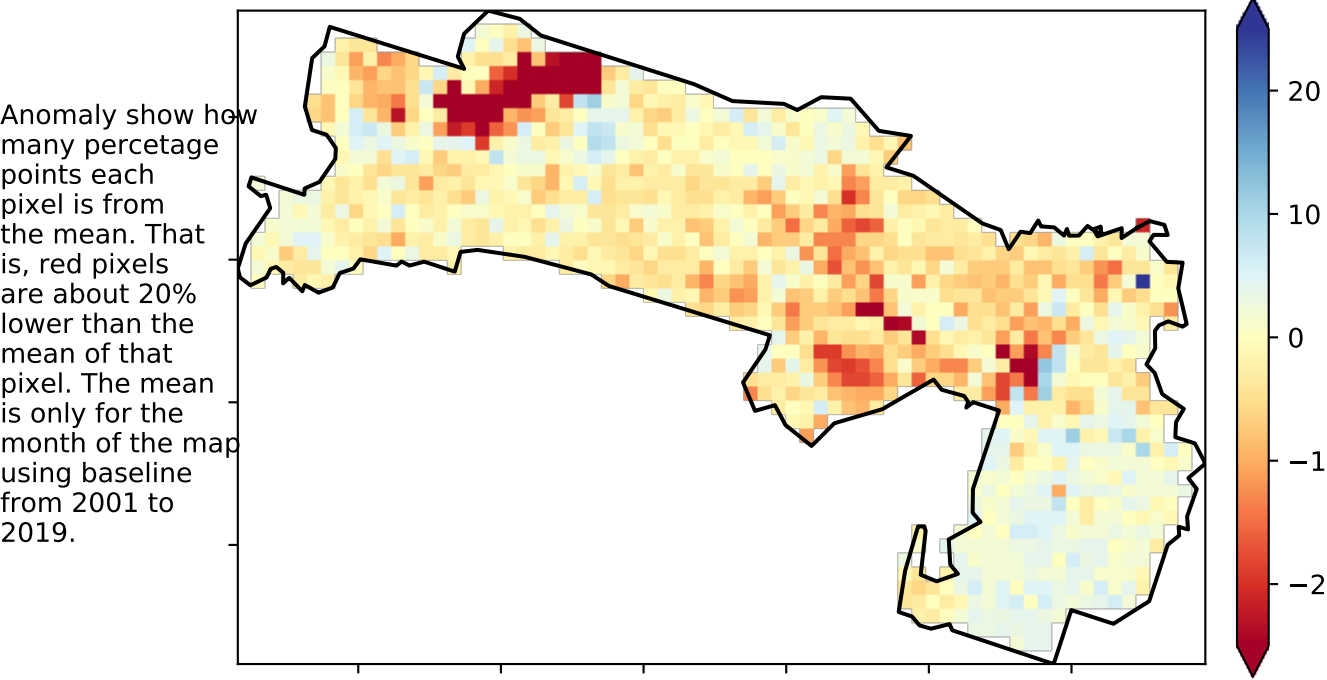 Anomaly show how
many percetage
points each
pixel is from
the mean. That
is, red pixels
are about 20%
lower than the
mean of that
pixel. The mean
is only for the
month of the map
using baseline
from 2001 to
2019.
20
10
0
−1
−2